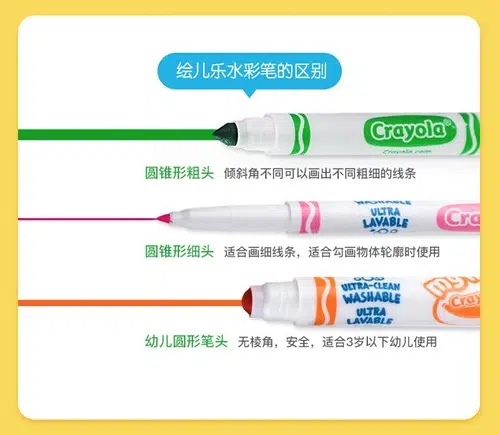 绘儿乐水彩笔的区别
Crayola®
Crayola.com
圆锥形粗头 倾斜角不同可以画出不同粗细的线条
WASHABLE
ULTRA
LAVABLE
Cra
圆锥形细头 适合画细线条，适合勾画物体轮廓时使用
my
ULTRA-CLEAN
WASHABLE
ULTRA
LAVABLE
Cray
幼儿圆形笔头 无棱角，安全，适合3岁以下幼儿使用